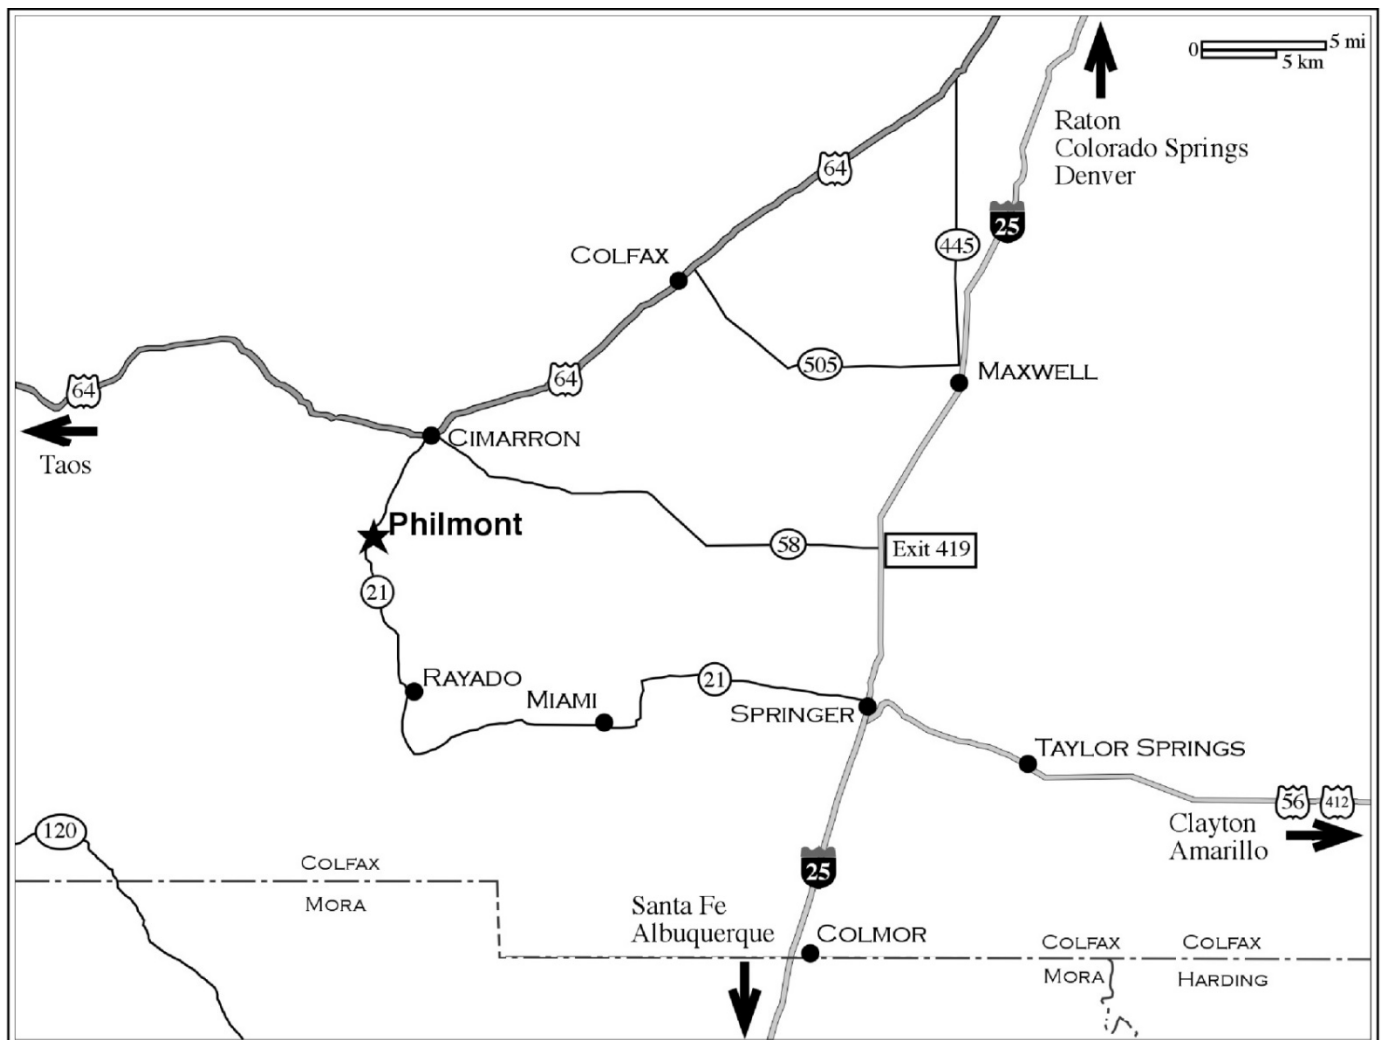 0 5 mi
5 km
Raton
Colorado Springs
Denver
64
25
445
COLFAX
505
MAXWELL
64
64
Taos
CIMARRON
Philmont
58
Exit 419
21
RAYADO
MIAMI
21
SPRINGER
TAYLOR SPRINGS
56 412
Clayton
Amarillo
120
COLFAX
MORA
25
Santa Fe
Albuquerque
COLMOR
COLFAX
MORA
COLFAX
HARDING